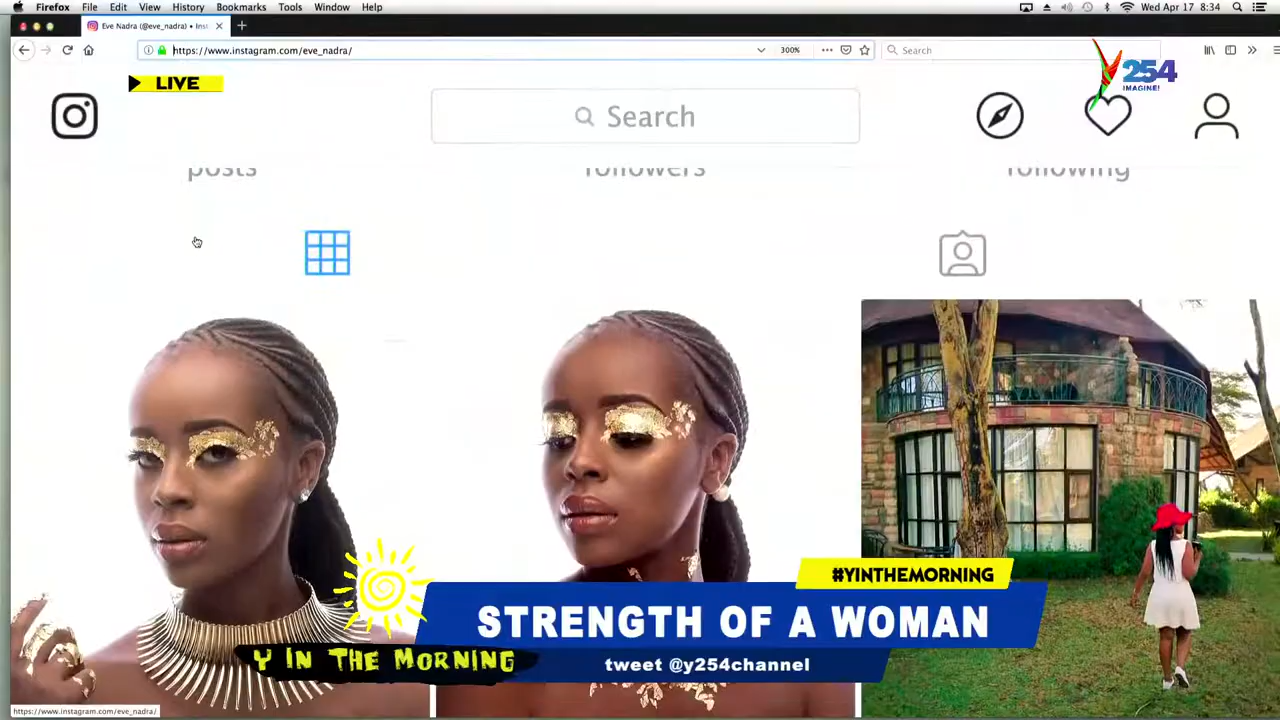 Firefox File Edit View History Bookmarks Tools Window Help Wed Apr 17 8:34
Eve Nadra (@eve_nadra) • Inst
https://www.instagram.com/eve_nadra/ 300% Search
LIVE
Y254
IMAGINE!
Search
posts followers following
#YINTHEMORNING
STRENGTH OF A WOMAN
Y IN THE MORNING
tweet @y254channel
https://www.instagram.com/eve_nadra/